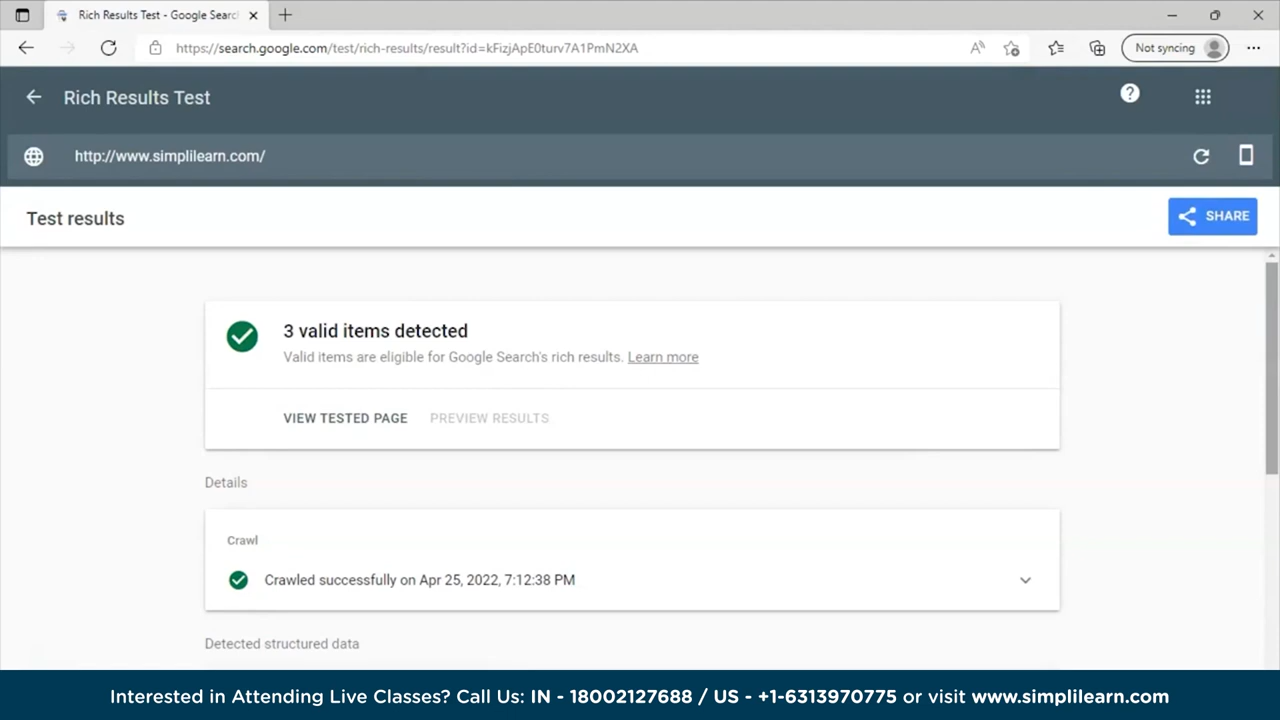 Rich Results Test - Google Searc
https://search.google.com/test/rich-results/result?id=kFizjApE0turv7A1PmN2XA
Not syncing
Rich Results Test
http://www.simplilearn.com/
Test results
SHARE
3 valid items detected
Valid items are eligible for Google Search's rich results. Learn more
VIEW TESTED PAGE PREVIEW RESULTS
Details
Crawl
Crawled successfully on Apr 25, 2022, 7:12:38 PM
Detected structured data
Interested in Attending Live Classes? Call Us: IN - 18002127688 / US - +1-6313970775 or visit www.simplilearn.com